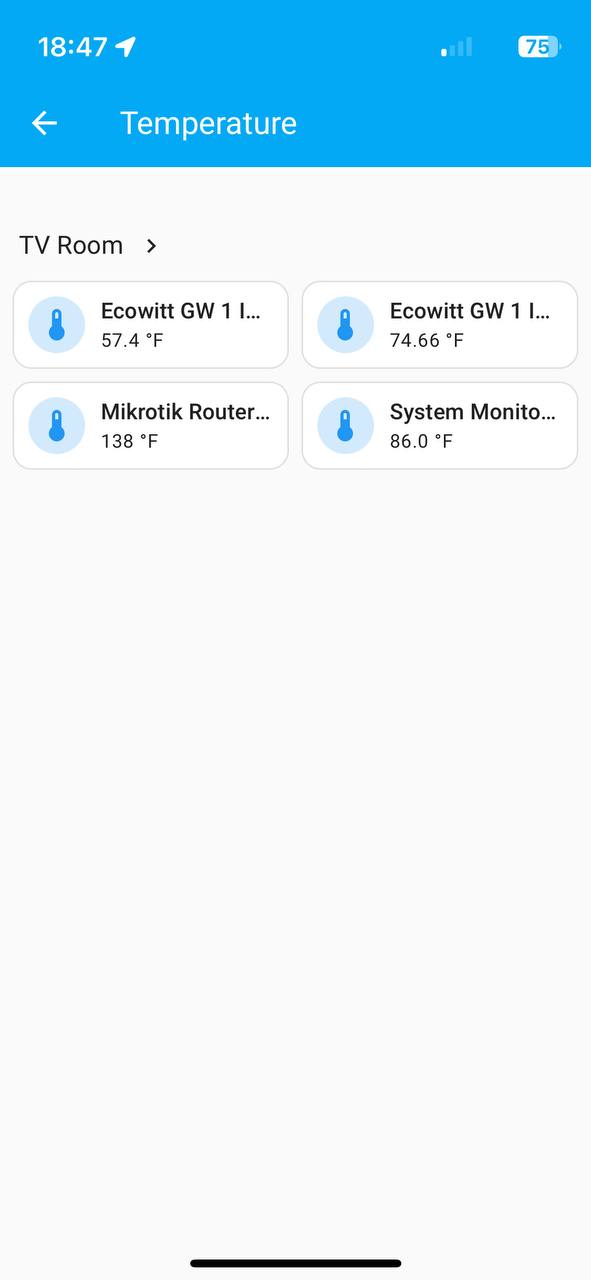 18:47
75
Temperature
TV Room
Ecowitt GW 1 I...
57.4 °F
Ecowitt GW 1 I...
74.66 °F
Mikrotik Router...
138 °F
System Monito...
86.0 °F